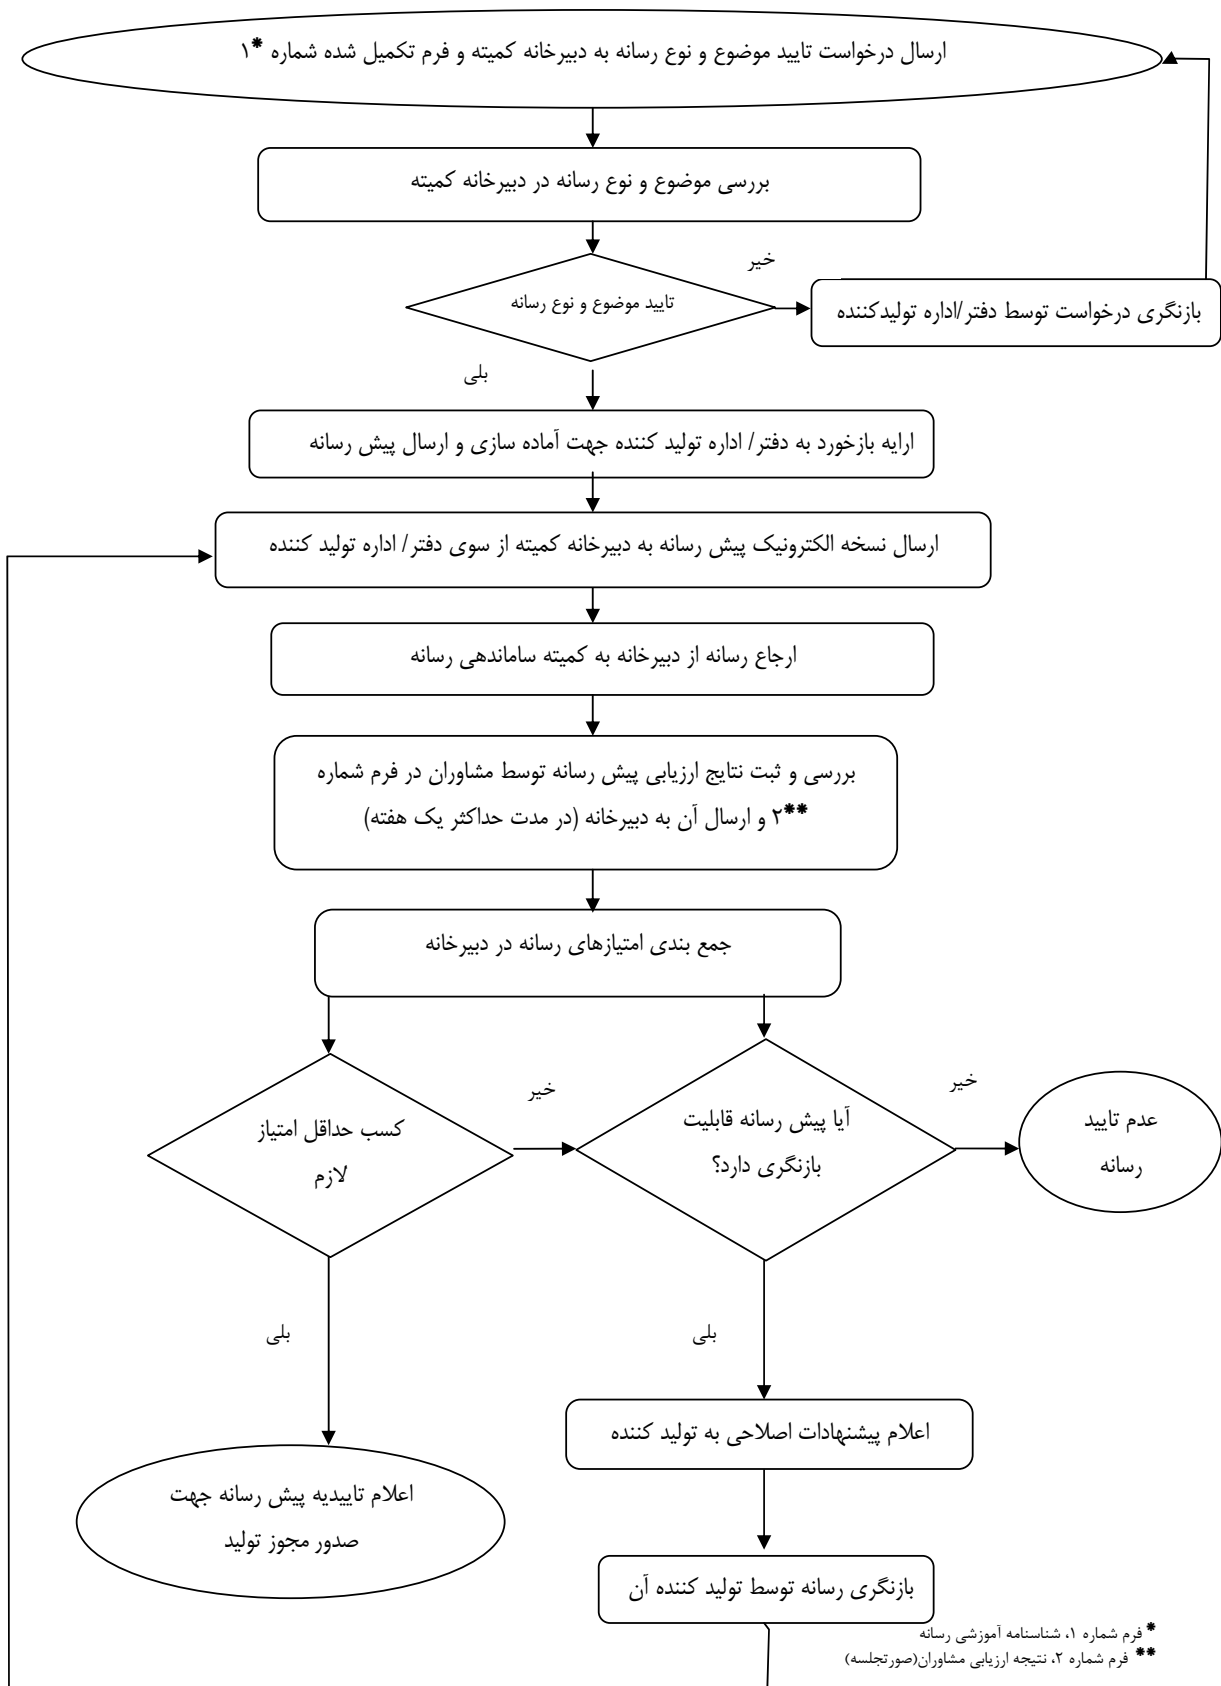 ارسال درخواست تایید موضوع و نوع رسانه به دبیرخانه کمیته و فرم تکمیل شده شماره *۱
بررسی موضوع و نوع رسانه در دبیرخانه کمیته
خیر
تایید موضوع و نوع رسانه
بازنگری درخواست توسط دفتر/اداره تولیدکننده
بلی
ارایه بازخورد به دفتر/ اداره تولید کننده جهت آماده سازی و ارسال پیش رسانه
ارسال نسخه الکترونیک پیش رسانه به دبیرخانه کمیته از سوی دفتر/ اداره تولید کننده
ارجاع رسانه از دبیرخانه به کمیته ساماندهی رسانه
بررسی و ثبت نتایج ارزیابی پیش رسانه توسط مشاوران در فرم شماره
**۲ و ارسال آن به دبیرخانه (در مدت حداکثر یک هفته)
جمع بندی امتیازهای رسانه در دبیرخانه
خیر
خیر
عدم تایید
رسانه
آیا پیش رسانه قابلیت
بازنگری دارد؟
کسب حداقل امتیاز
لازم
بلی
بلی
اعلام پیشنهادات اصلاحی به تولید کننده
اعلام تاییدیه پیش رسانه جهت
صدور مجوز تولید
بازنگری رسانه توسط تولید کننده آن
* فرم شماره ۱، شناسنامه آموزشی رسانه
** فرم شماره ۲، نتیجه ارزیابی مشاوران(صورتجلسه)